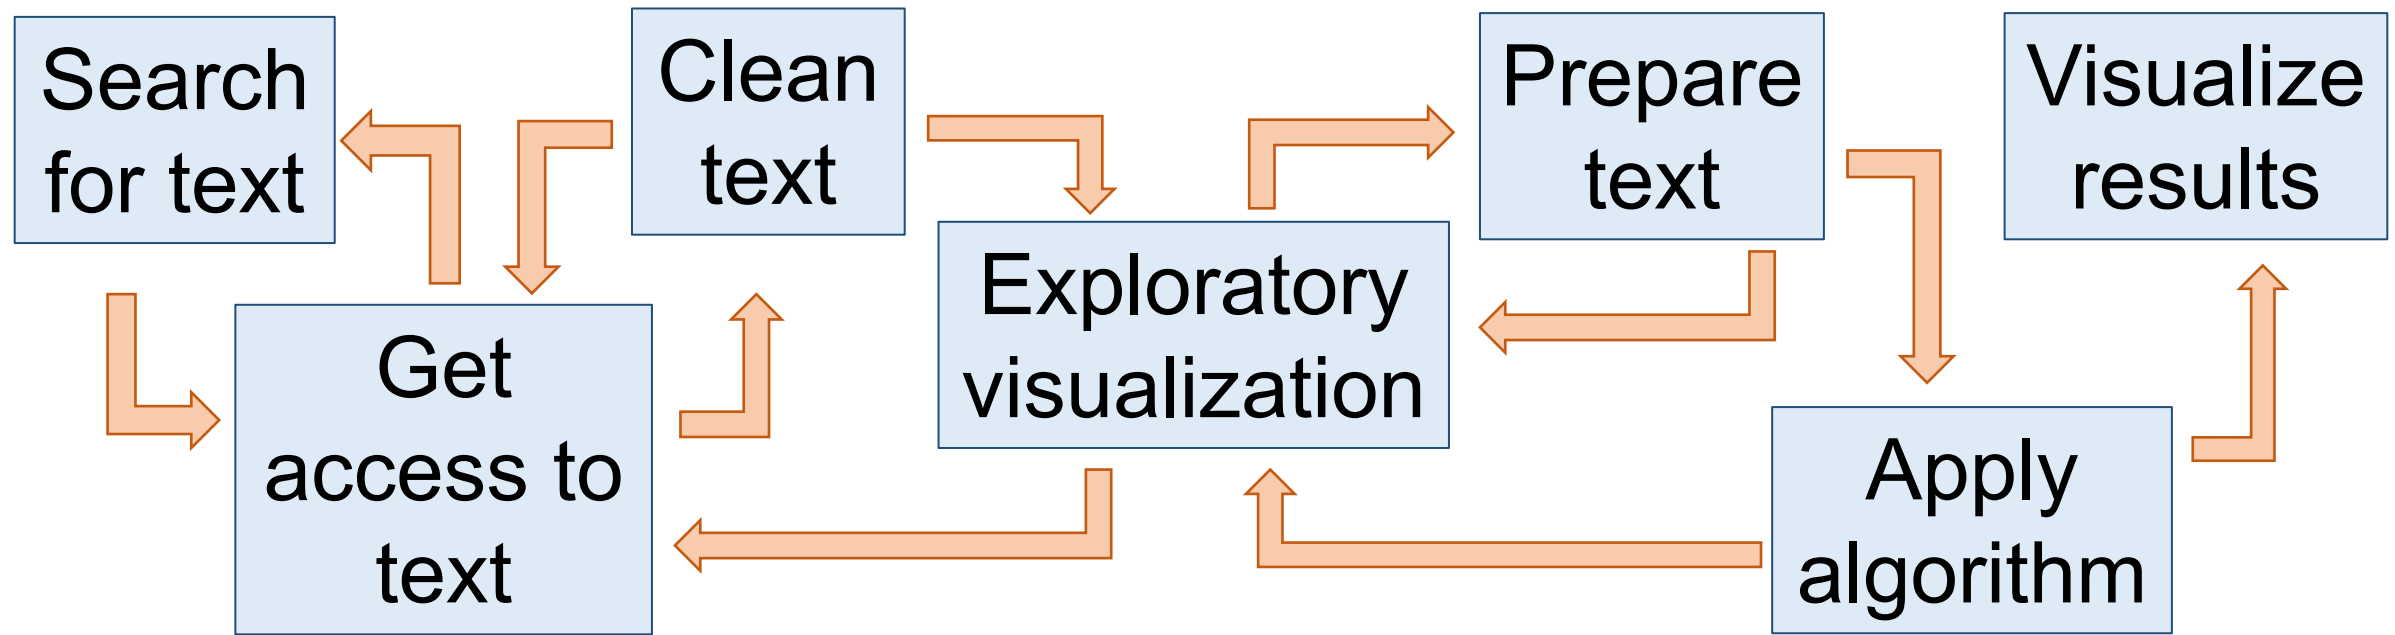 Search
for text
Get
access to
text
Clean
text
Exploratory
visualization
Prepare
text
Apply
algorithm
Visualize
results